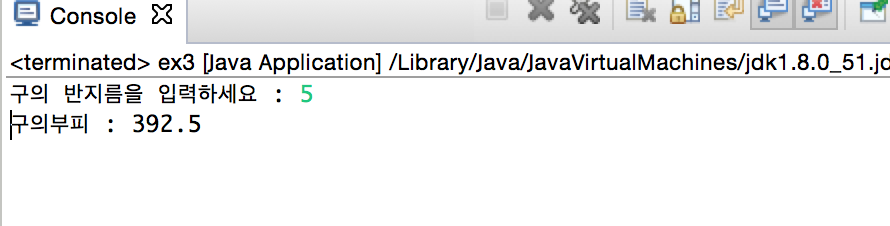 Console
<terminated> ex3 [Java Application] /Library/Java/JavaVirtualMachines/jdk1.8.0_51.jd
구의 반지름을 입력하세요 : 5
구의부피 : 392.5